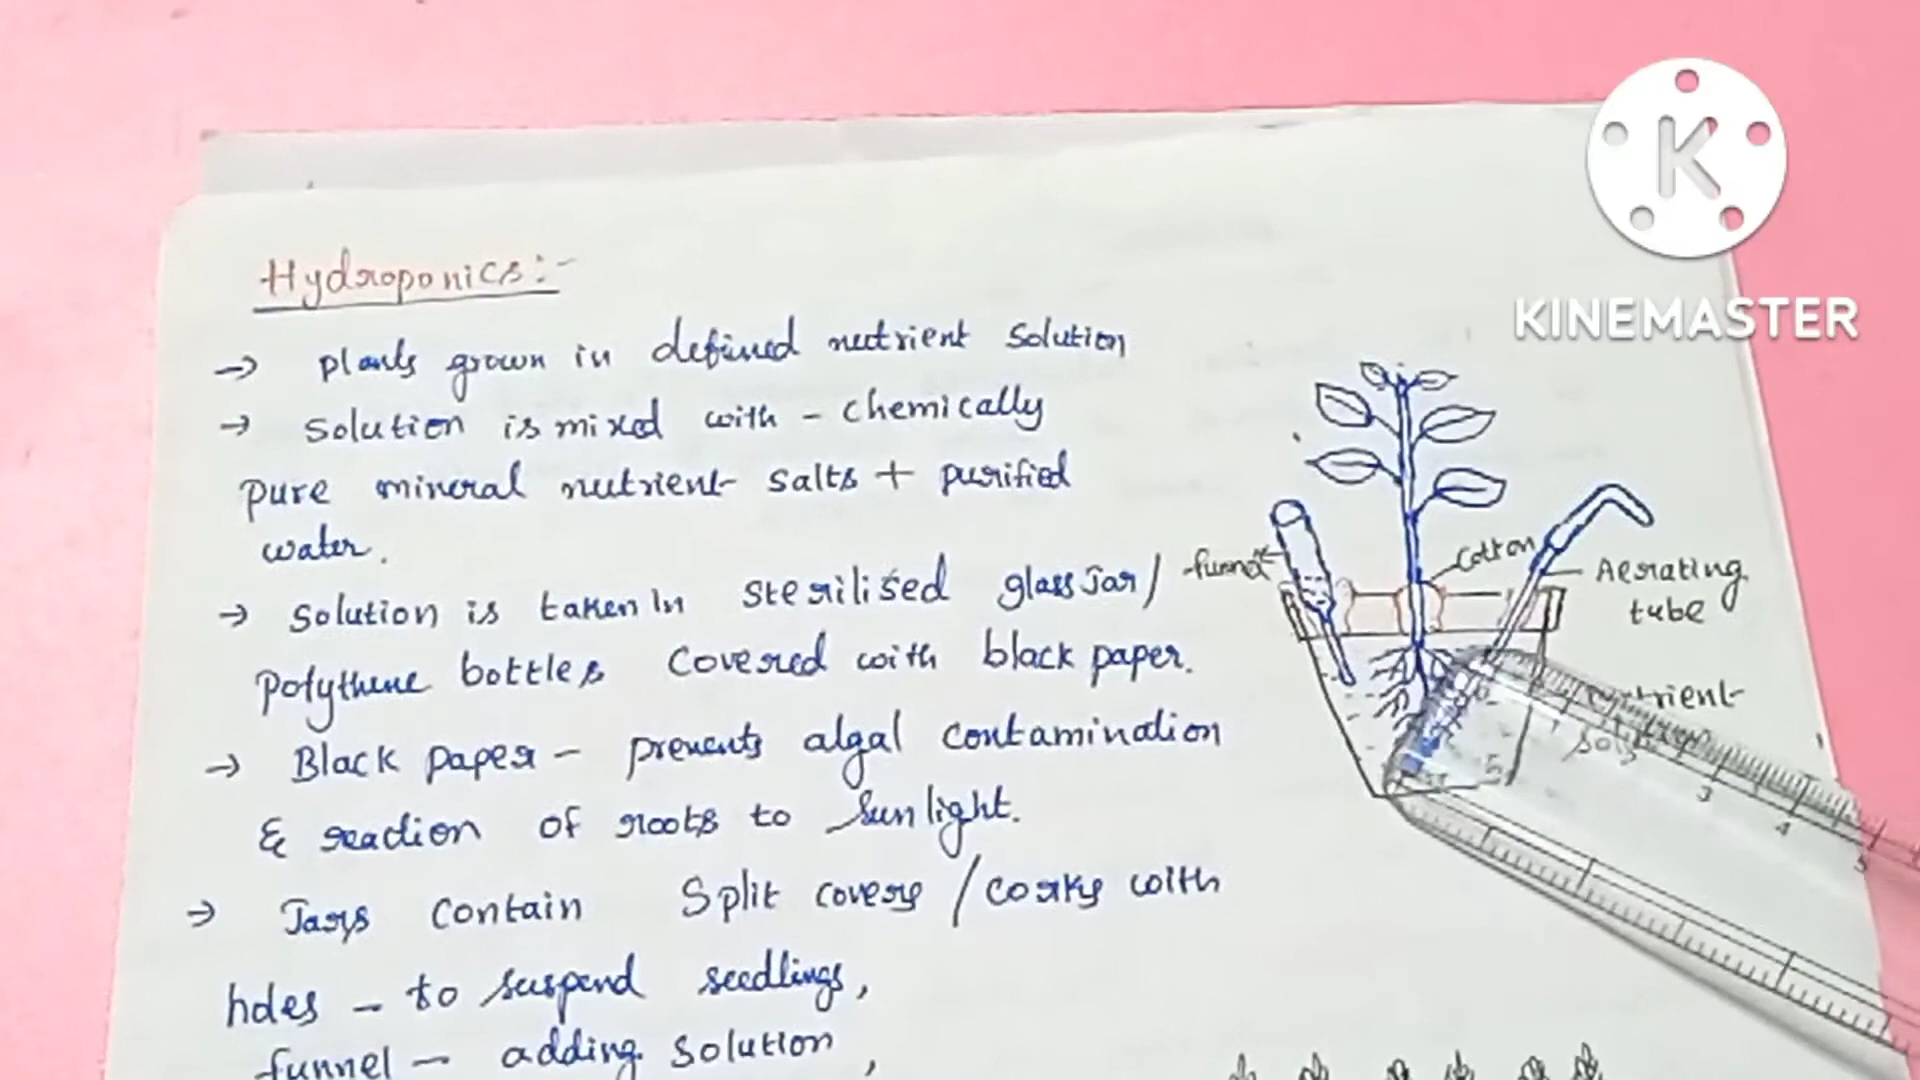 KINEMASTER
Hydroponics:-
→ plants grown in defined nutrient solution
→ Solution is mixed with - chemically
pure mineral nutrient salts + purified
water.
→ Solution is taken in sterilised glass Jar/
polythene bottles covered with black paper.
→ Black paper - prevents algal contamination
& reaction of roots to sunlight.
→ Jars contain Split covers / corks with
holes - to suspend seedlings,
funnel - adding solution,
funnel
Cotton
Aerating
tube
3
4
5